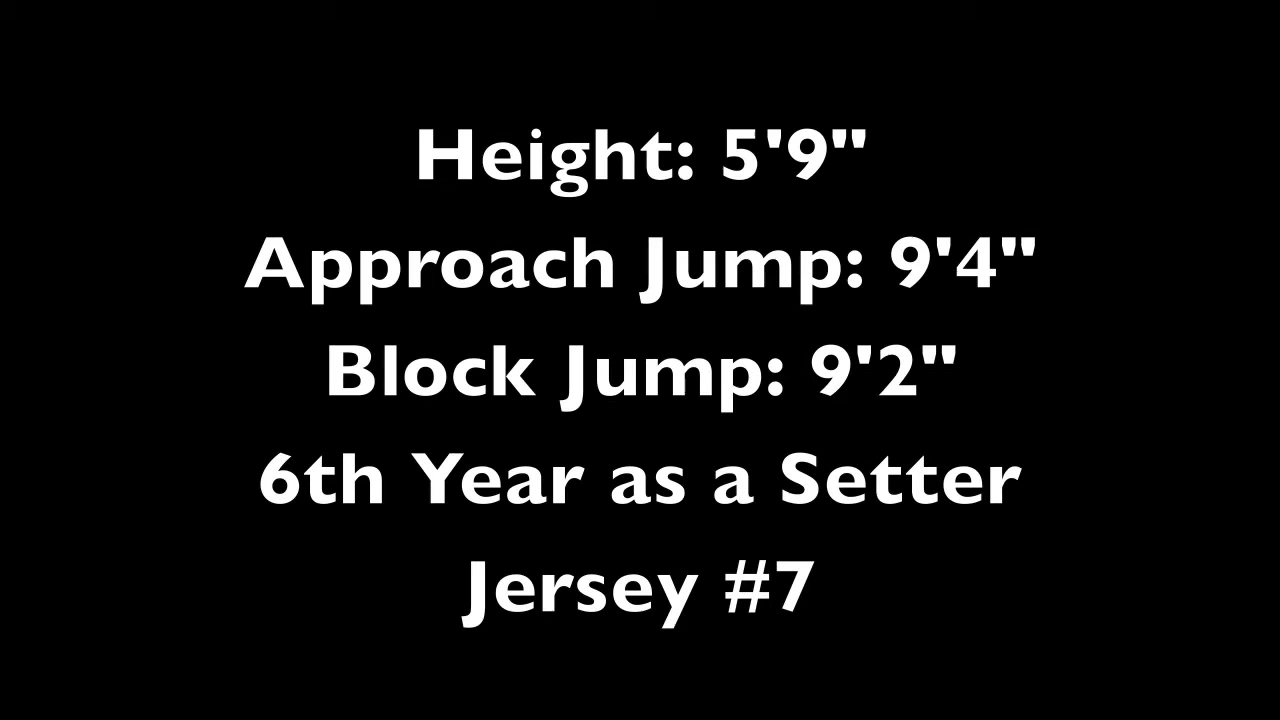 Height: 5'9"
Approach Jump: 9'4"
Block Jump: 9'2"
6th Year as a Setter
Jersey #7